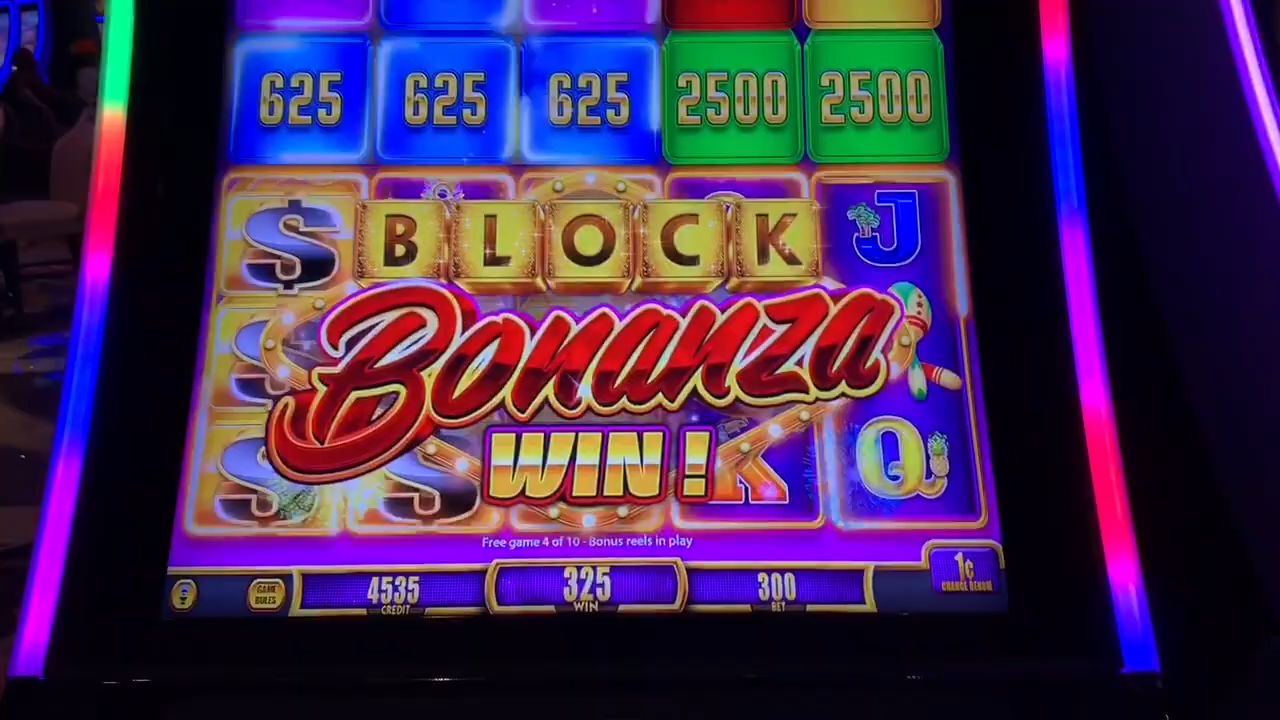 625 625 625 2500 2500
$ BLOCK J
Bonanza
WIN!
$ $ K Q
Free game 4 of 10 - Bonus reels in play
GAME RULES
4535 CREDIT
325 WIN
300 BET
1¢ CHANGE DENOM